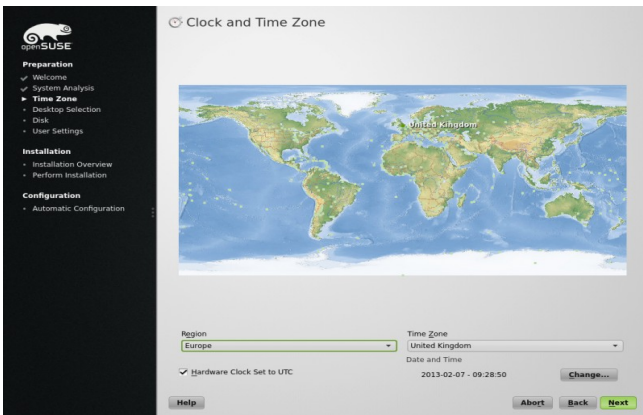 openSUSE
Clock and Time Zone
Preparation
Welcome
System Analysis
Time Zone
Desktop Selection
Disk
User Settings
Installation
Installation Overview
Perform Installation
Configuration
Automatic Configuration
United Kingdom
Region
Europe
Time Zone
United Kingdom
Hardware Clock Set to UTC
Date and Time
2013-02-07 - 09:28:50
Change...
Help
Abort
Back
Next